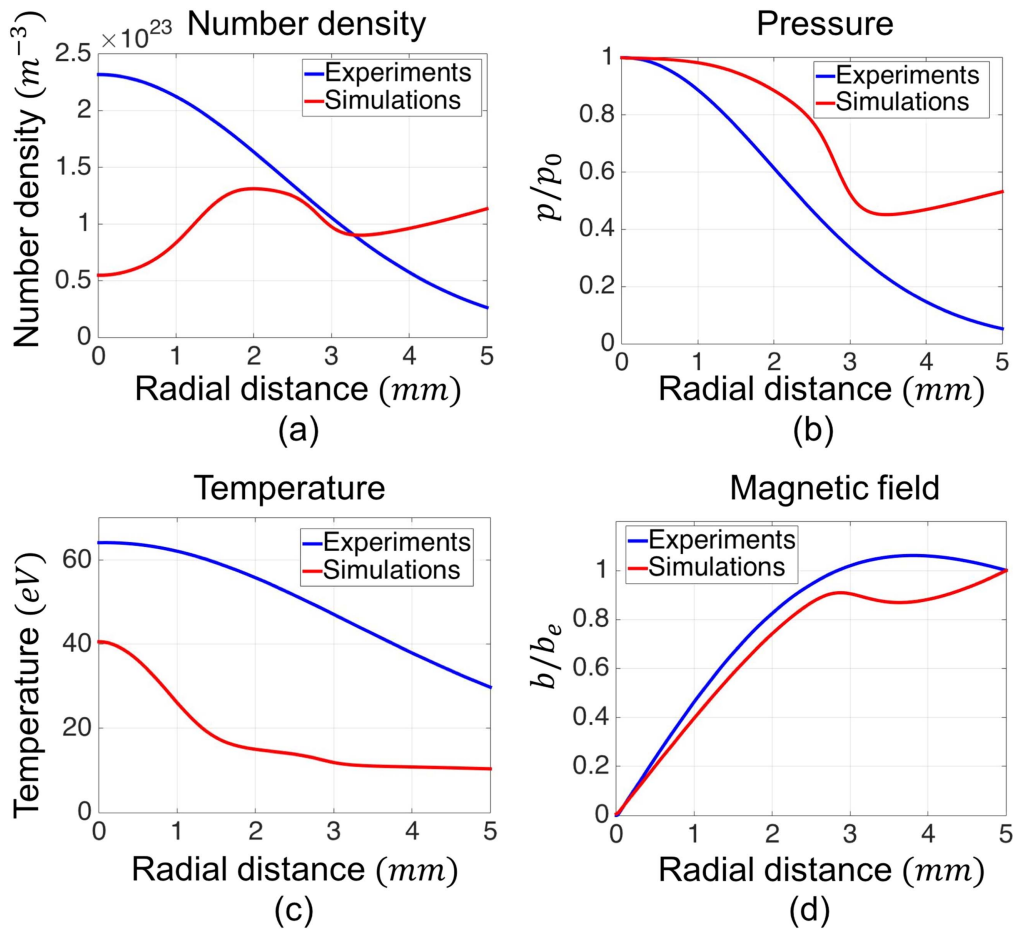 Number density
×10²³
Number density (m⁻³)
2.5
2
1.5
1
0.5
0
0 1 2 3 4 5
Experiments
Simulations
Radial distance (mm)
(a)
Pressure
p/p₀
1
0.8
0.6
0.4
0.2
0
0 1 2 3 4 5
Experiments
Simulations
Radial distance (mm)
(b)
Temperature
Temperature (eV)
60
40
20
0
0 1 2 3 4 5
Experiments
Simulations
Radial distance (mm)
(c)
Magnetic field
b/bₑ
1
0.8
0.6
0.4
0.2
0
0 1 2 3 4 5
Experiments
Simulations
Radial distance (mm)
(d)